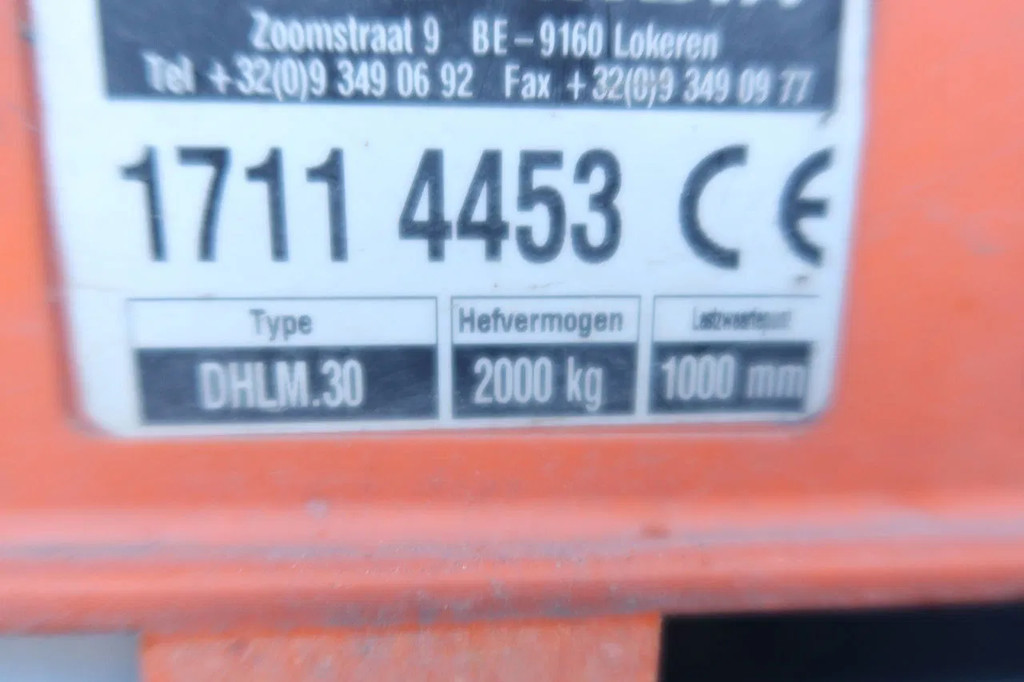 Zoomstraat 9 BE - 9160 Lokeren
Tel +32(0)9 349 06 92 Fax +32(0)9 349 09 77
1711 4453 CE
Type Hefvermogen Lastzwaartepunt
DHLM.30 2000 kg 1000 mm